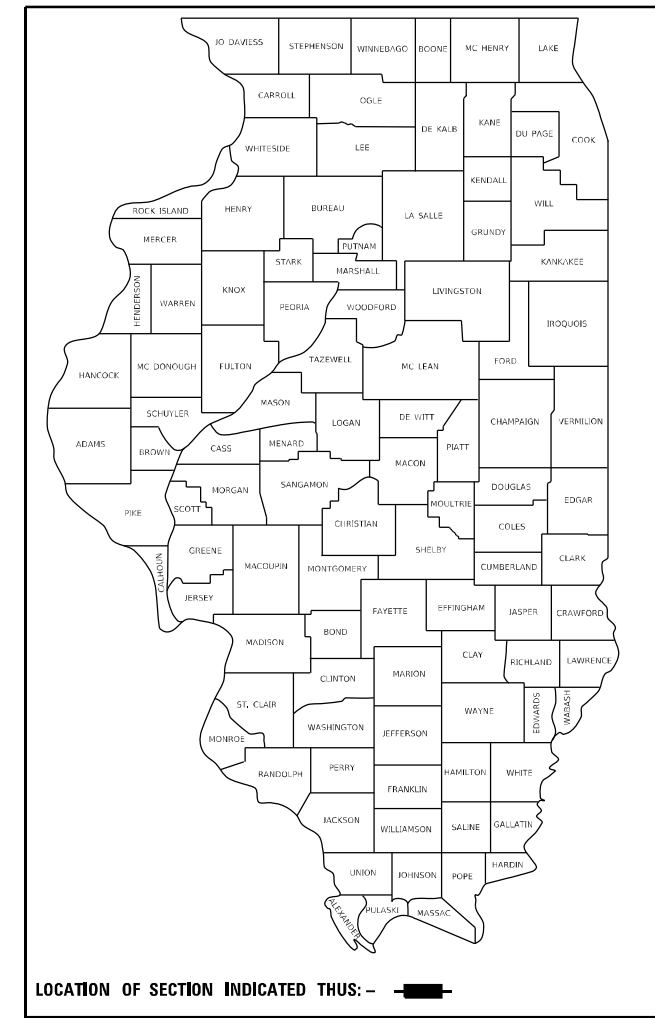 JO DAVIESS
STEPHENSON
WINNEBAGO
BOONE
MC HENRY
LAKE
CARROLL
OGLE
DE KALB
KANE
DU PAGE
COOK
WHITESIDE
LEE
KENDALL
WILL
ROCK ISLAND
HENRY
BUREAU
LA SALLE
GRUNDY
MERCER
PUTNAM
STARK
MARSHALL
KANKAKEE
HENDERSON
WARREN
KNOX
PEORIA
WOODFORD
LIVINGSTON
IROQUOIS
HANCOCK
MC DONOUGH
FULTON
TAZEWELL
MC LEAN
FORD
SCHUYLER
MASON
LOGAN
DE WITT
CHAMPAIGN
VERMILION
ADAMS
BROWN
CASS
MENARD
PIATT
MACON
PIKE
SCOTT
MORGAN
SANGAMON
MOULTRIE
DOUGLAS
EDGAR
CHRISTIAN
COLES
CALHOUN
GREENE
MACOUPIN
MONTGOMERY
SHELBY
CUMBERLAND
CLARK
JERSEY
FAYETTE
EFFINGHAM
JASPER
CRAWFORD
MADISON
BOND
CLAY
RICHLAND
LAWRENCE
CLINTON
MARION
ST. CLAIR
WASHINGTON
WAYNE
EDWARDS
WABASH
MONROE
JEFFERSON
RANDOLPH
PERRY
HAMILTON
WHITE
FRANKLIN
JACKSON
WILLIAMSON
SALINE
GALLATIN
UNION
JOHNSON
POPE
HARDIN
ALEXANDER
PULASKI
MASSAC
LOCATION OF SECTION INDICATED THUS: –